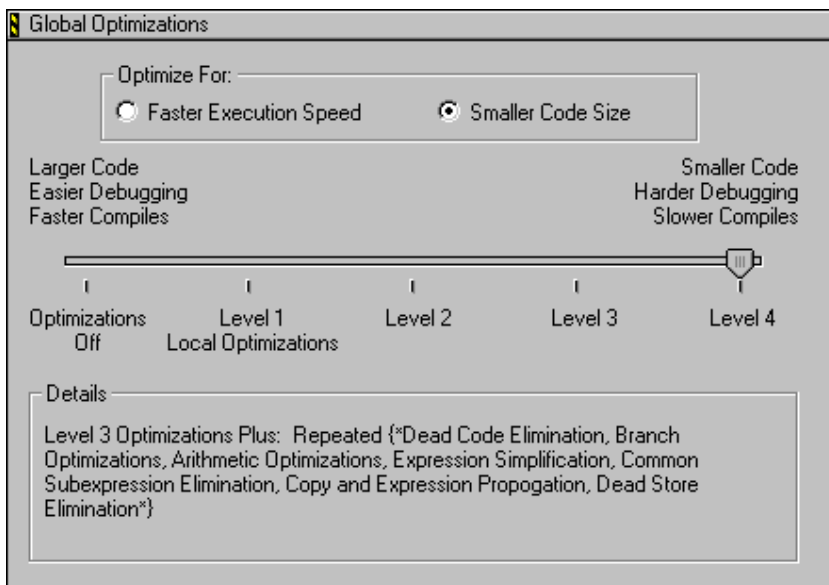 Global Optimizations
Optimize For:
Faster Execution Speed
Smaller Code Size
Larger Code
Easier Debugging
Faster Compiles
Smaller Code
Harder Debugging
Slower Compiles
Optimizations
Off
Level 1
Local Optimizations
Level 2
Level 3
Level 4
Details
Level 3 Optimizations Plus:  Repeated {*Dead Code Elimination, Branch
Optimizations, Arithmetic Optimizations, Expression Simplification, Common
Subexpression Elimination, Copy and Expression Propogation, Dead Store
Elimination*}